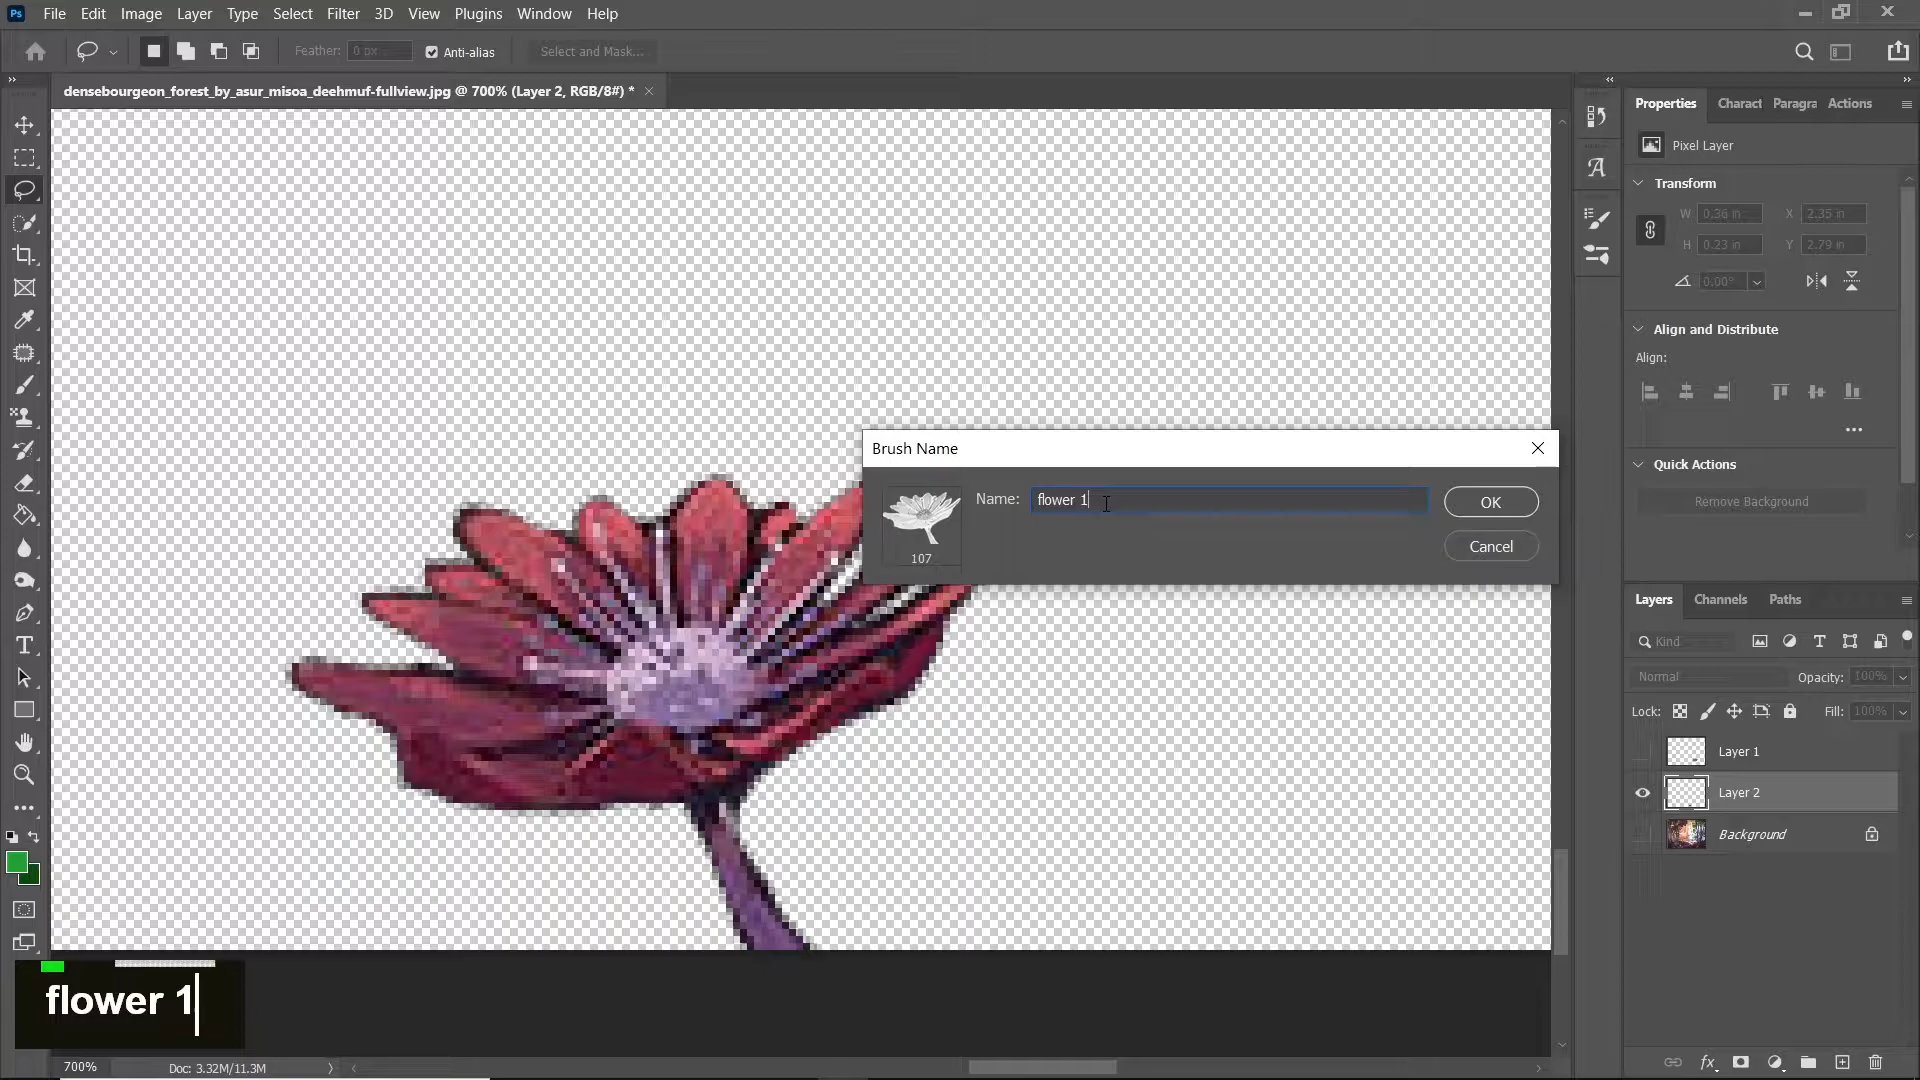 Ps File Edit Image Layer Type Select Filter 3D View Plugins Window Help
Feather: 0 px Anti-alias Select and Mask...
densebourgeon_forest_by_asur_misoa_deehmuf-fullview.jpg @ 700% (Layer 2, RGB/8#) *
Properties Charact Paragra Actions
Pixel Layer
Transform
W 0.36 in X 2.35 in
H 0.23 in Y 2.79 in
0.00°
Align and Distribute
Align:
Quick Actions
Remove Background
Brush Name
Name: flower 1 OK
Cancel
107
Layers Channels Paths
Kind
Normal Opacity: 100%
Lock: Fill: 100%
Layer 1
Layer 2
Background
flower 1
700% Doc: 3.32M/11.3M